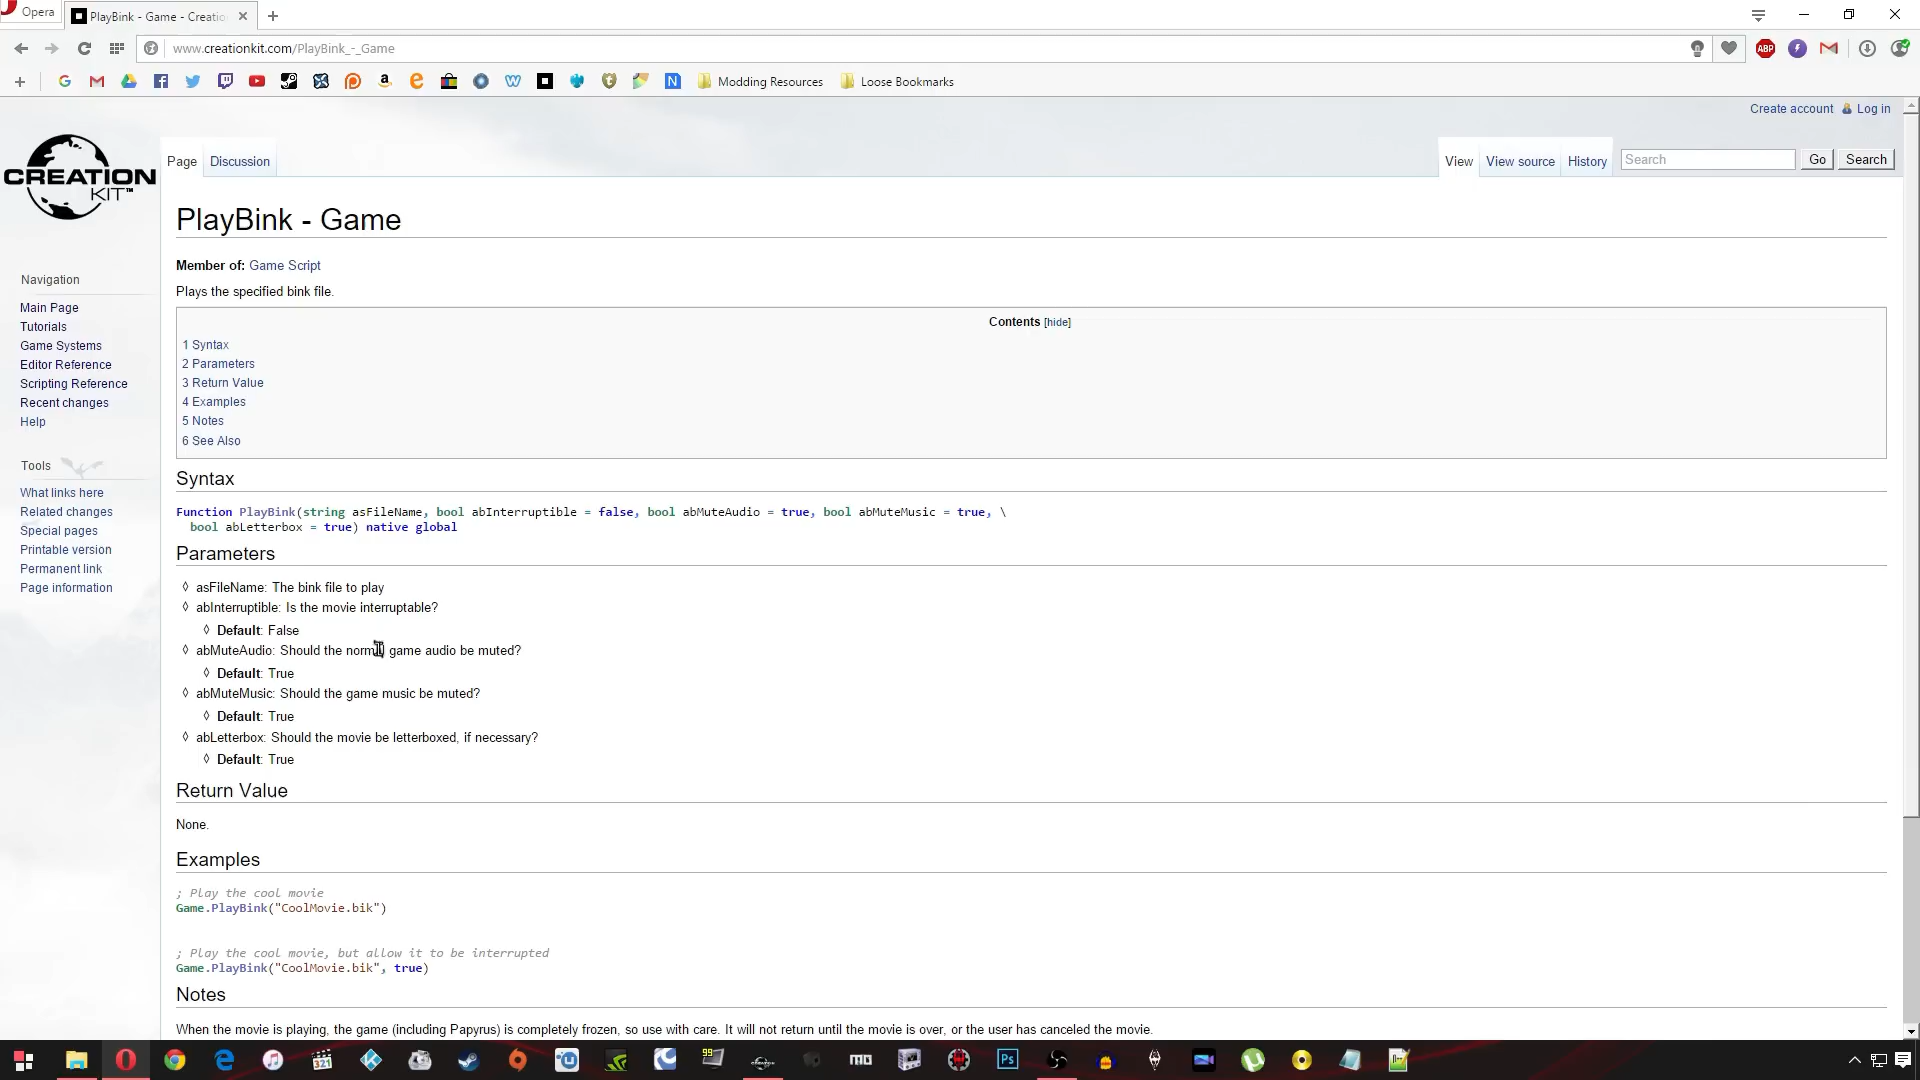 Opera
PlayBink - Game - Creatio
www.creationkit.com/PlayBink_-_Game
ABP
Modding Resources
Loose Bookmarks
Create account
Log in
CREATION
KIT™
Page
Discussion
View
View source
History
Search
Go
Search
PlayBink - Game
Member of: Game Script
Plays the specified bink file.
Contents [hide]
1 Syntax
2 Parameters
3 Return Value
4 Examples
5 Notes
6 See Also
Navigation
Main Page
Tutorials
Game Systems
Editor Reference
Scripting Reference
Recent changes
Help
Tools
What links here
Related changes
Special pages
Printable version
Permanent link
Page information
Syntax
Function PlayBink(string asFileName, bool abInterruptible = false, bool abMuteAudio = true, bool abMuteMusic = true, \
bool abLetterbox = true) native global
Parameters
◊ asFileName: The bink file to play
◊ abInterruptible: Is the movie interruptable?
◊ Default: False
◊ abMuteAudio: Should the normal game audio be muted?
◊ Default: True
◊ abMuteMusic: Should the game music be muted?
◊ Default: True
◊ abLetterbox: Should the movie be letterboxed, if necessary?
◊ Default: True
Return Value
None.
Examples
; Play the cool movie
Game.PlayBink("CoolMovie.bik")
; Play the cool movie, but allow it to be interrupted
Game.PlayBink("CoolMovie.bik", true)
Notes
When the movie is playing, the game (including Papyrus) is completely frozen, so use with care. It will not return until the movie is over, or the user has canceled the movie.
321
99
MO
Ps